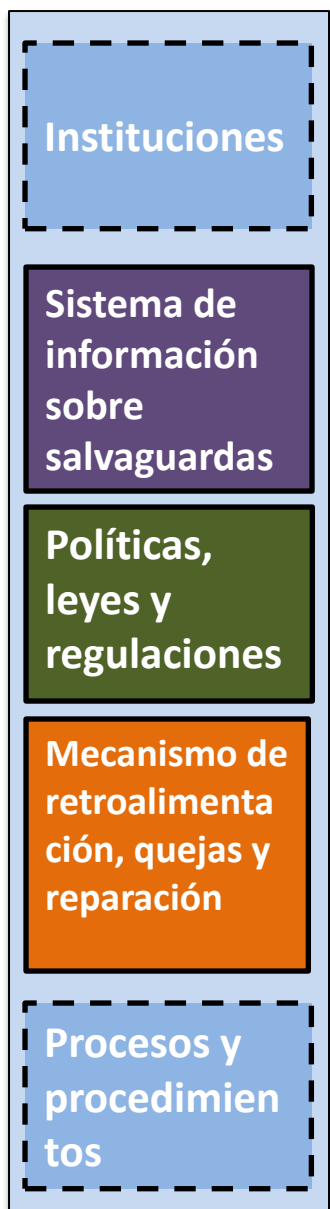 Instituciones
Sistema de
información
sobre
salvaguardas
Políticas,
leyes y
regulaciones
Mecanismo de
retroalimenta
ción, quejas y
reparación
Procesos y
procedimien
tos